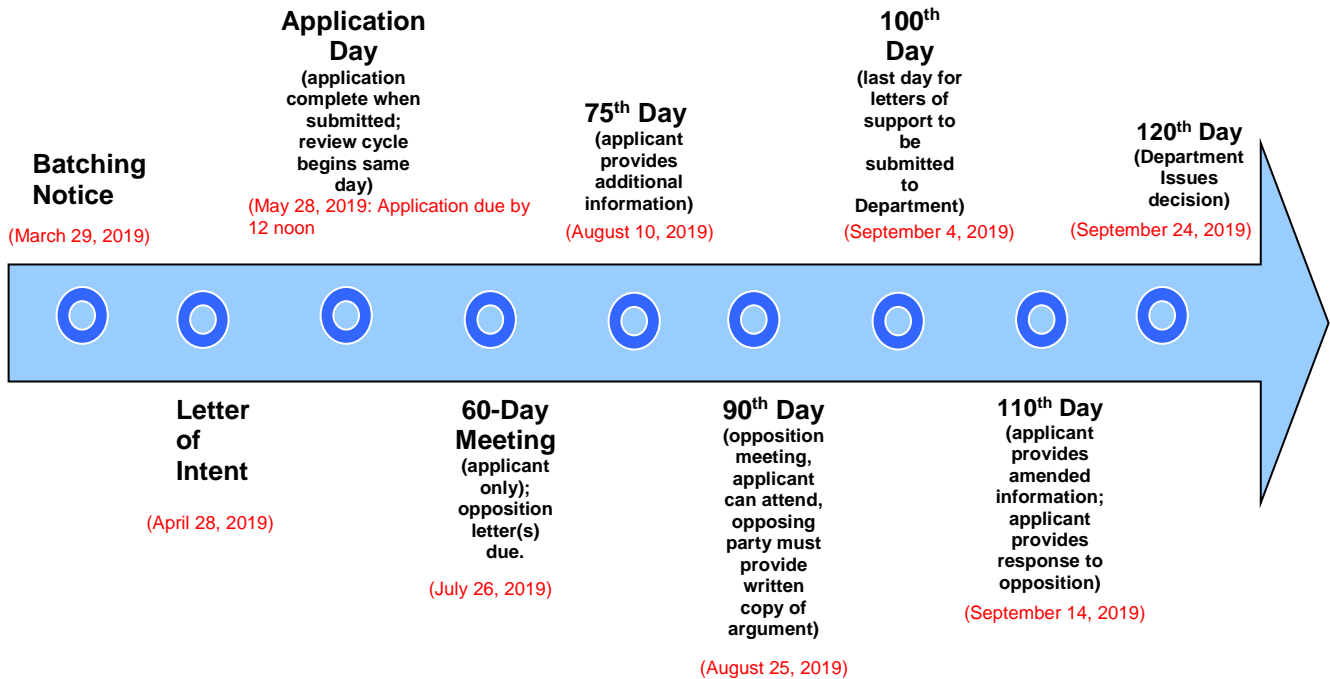 Batching
Notice
(March 29, 2019)
Letter
of
Intent
(April 28, 2019)
Application
Day
(application
complete when
submitted;
review cycle
begins same
day)
(May 28, 2019: Application due by
12 noon
60-Day
Meeting
(applicant
only);
opposition
letter(s)
due.
(July 26, 2019)
75th Day
(applicant
provides
additional
information)
(August 10, 2019)
90th Day
(opposition
meeting,
applicant
can attend,
opposing
party must
provide
written
copy of
argument)
(August 25, 2019)
100th
Day
(last day for
letters of
support to
be
submitted
to
Department)
(September 4, 2019)
110th Day
(applicant
provides
amended
information;
applicant
provides
response to
opposition)
(September 14, 2019)
120th Day
(Department
Issues
decision)
(September 24, 2019)